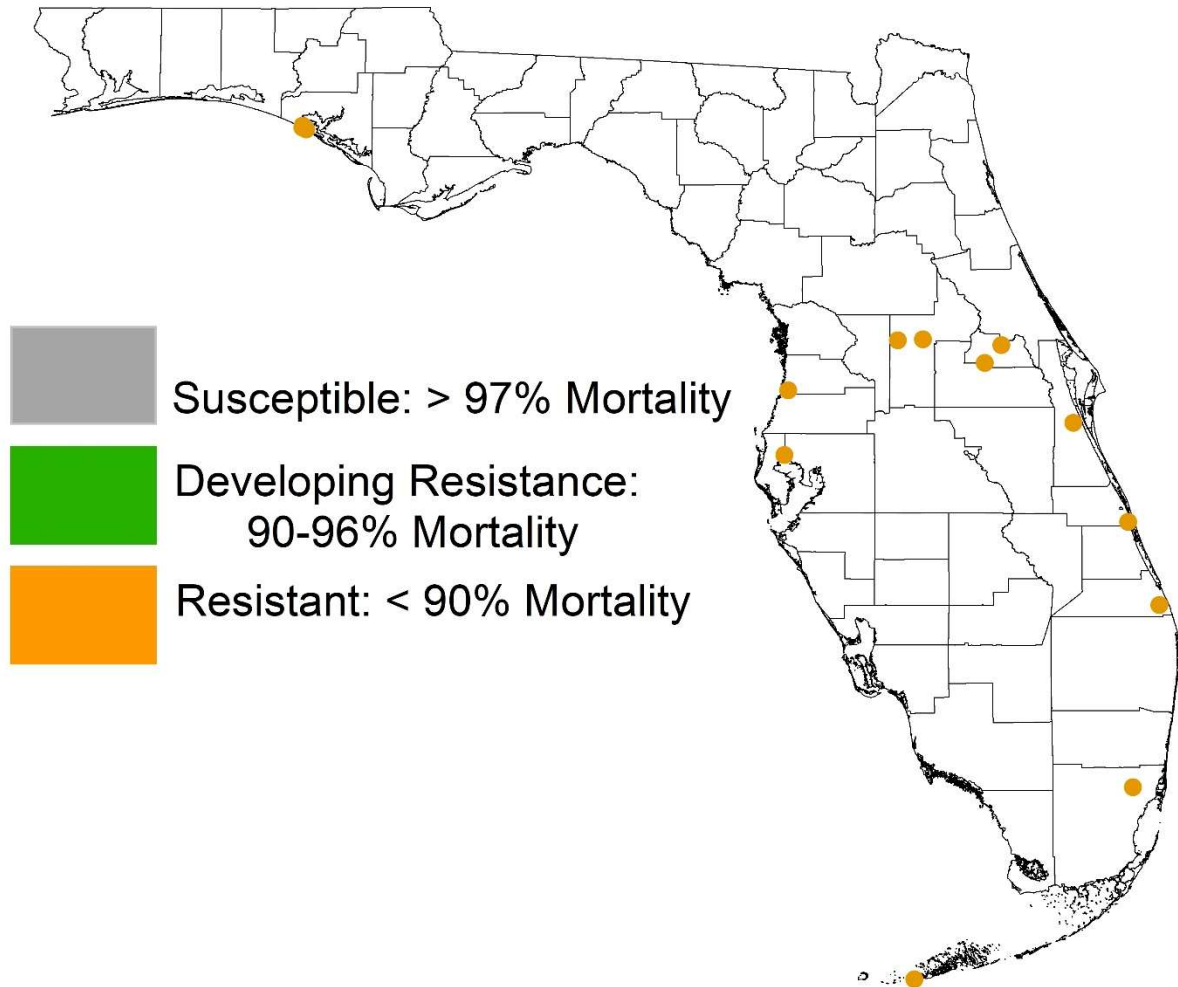 Susceptible: > 97% Mortality
Developing Resistance:
90-96% Mortality
Resistant: < 90% Mortality